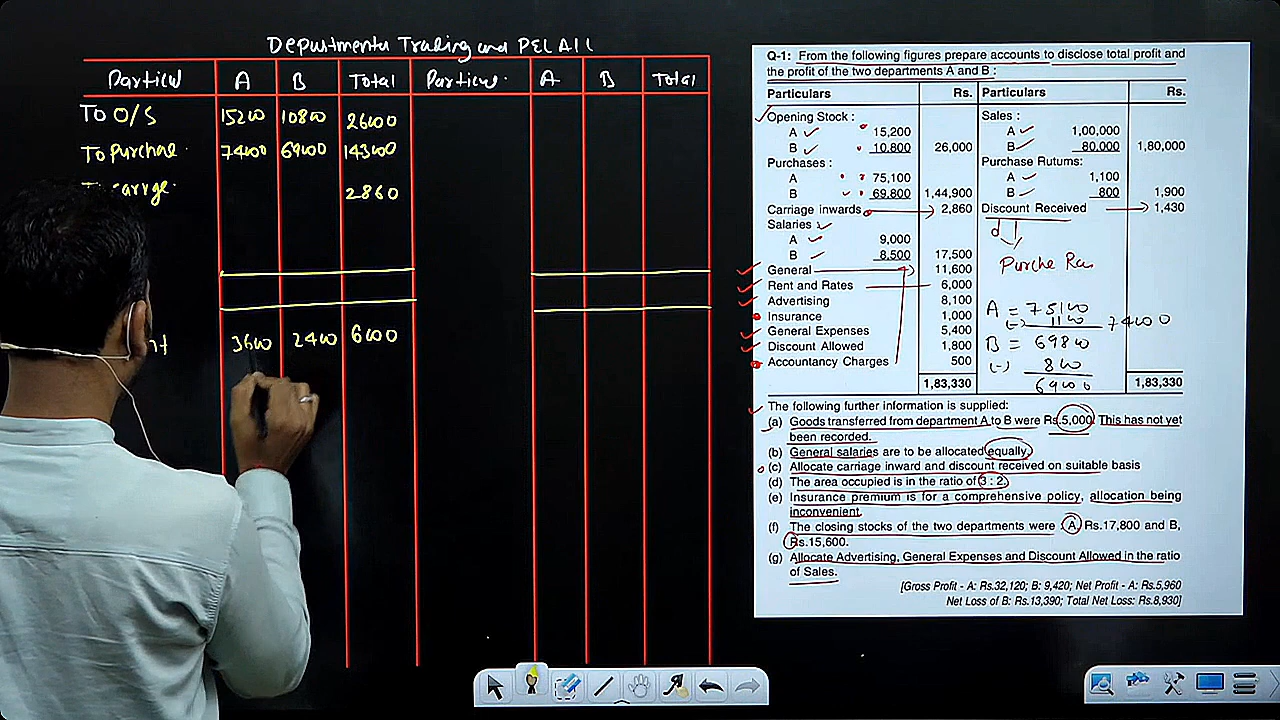 Departmental Trading and P&L A/c
Particul A B Total Particul. A B Total
To O/S 15200 10800 26000
To Purchase. 74000 69000 143000
2860
3600 2400 6000
Q-1: From the following figures prepare accounts to disclose total profit and
the profit of the two departments A and B :
Particulars Rs. Particulars Rs.
Opening Stock : Sales :
A 15,200 A 1,00,000
B 10.800 26,000 B 80,000 1,80,000
Purchases : Purchase Ruturns:
A 75,100 A 1,100
B 69,800 1,44,900 B 800 1,900
Carriage inwards 2,860 Discount Received 1,430
Salaries :
A 9,000
B 8,500 17,500
General 11,600
Rent and Rates 6,000
Advertising 8,100
Insurance 1,000
General Expenses 5,400
Discount Allowed 1,800
Accountancy Charges 500
1,83,330 1,83,330
Purche Ra.
A = 75100
(-) 1100 74000
B = 69800
(-) 800
69000
The following further information is supplied:
(a) Goods transferred from department A to B were Rs.5,000. This has not yet
been recorded.
(b) General salaries are to be allocated equally.
(c) Allocate carriage inward and discount received on suitable basis
(d) The area occupied is in the ratio of 3 : 2.
(e) Insurance premium is for a comprehensive policy, allocation being
inconvenient.
(f) The closing stocks of the two departments were : A Rs.17,800 and B,
Rs.15,600.
(g) Allocate Advertising, General Expenses and Discount Allowed in the ratio
of Sales.
[Gross Profit - A: Rs.32,120; B: 9,420; Net Profit - A: Rs.5,960
Net Loss of B: Rs.13,390; Total Net Loss: Rs.8,930]